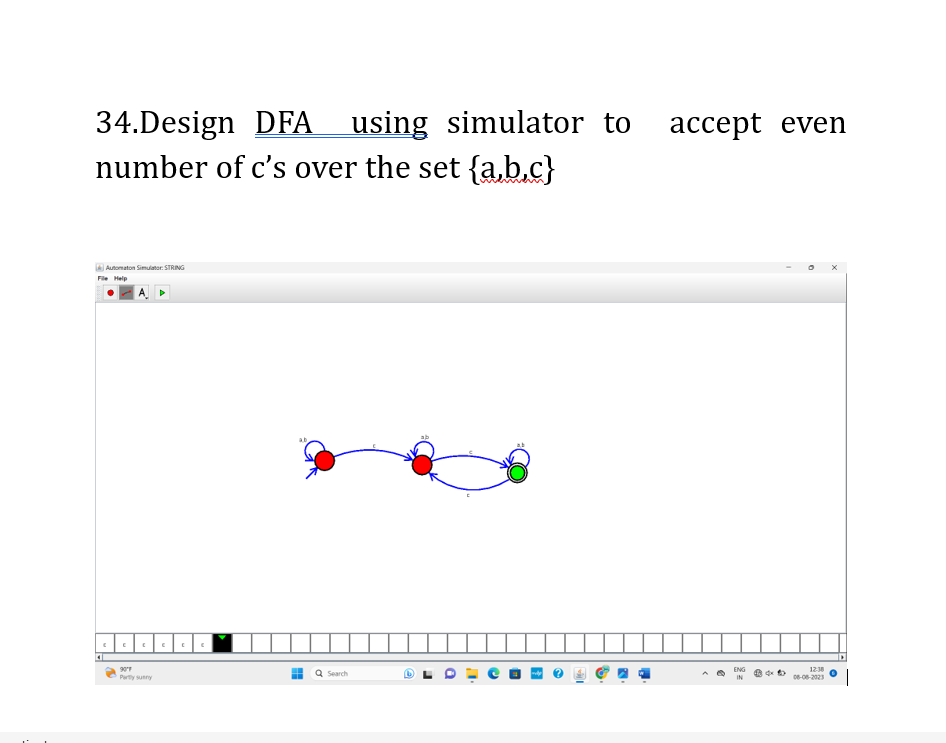 34.Design DFA using simulator to accept even
number of c’s over the set {a,b,c}
Automaton Simulator: STRING
File Help
A
a,b
c
a,b
c
a,b
c
c c c c c c
90°F
Partly sunny
Search
ENG
IN
12:38
08-08-2023